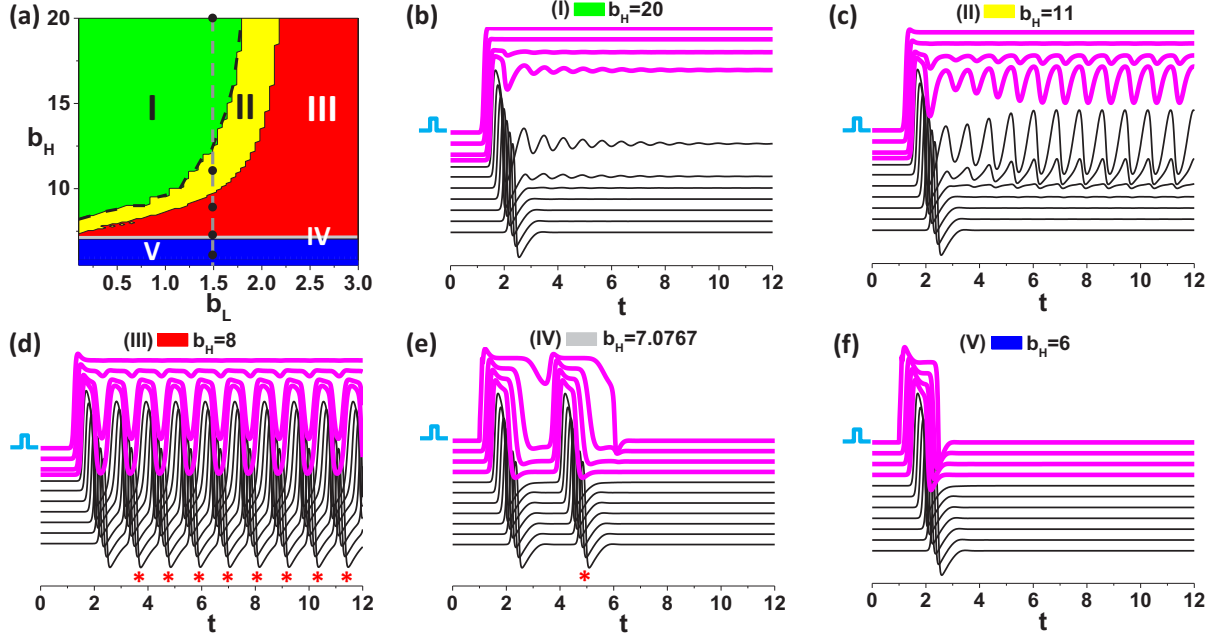 (a)
20
15
10
b_H
I
II
III
IV
V
0.5 1.0 1.5 2.0 2.5 3.0
b_L
(b)
(I) b_H=20
0 2 4 6 8 10 12
t
(c)
(II) b_H=11
0 2 4 6 8 10 12
t
(d)
(III) b_H=8
* * * * * * * *
0 2 4 6 8 10 12
t
(e)
(IV) b_H=7.0767
*
0 2 4 6 8 10 12
t
(f)
(V) b_H=6
0 2 4 6 8 10 12
t